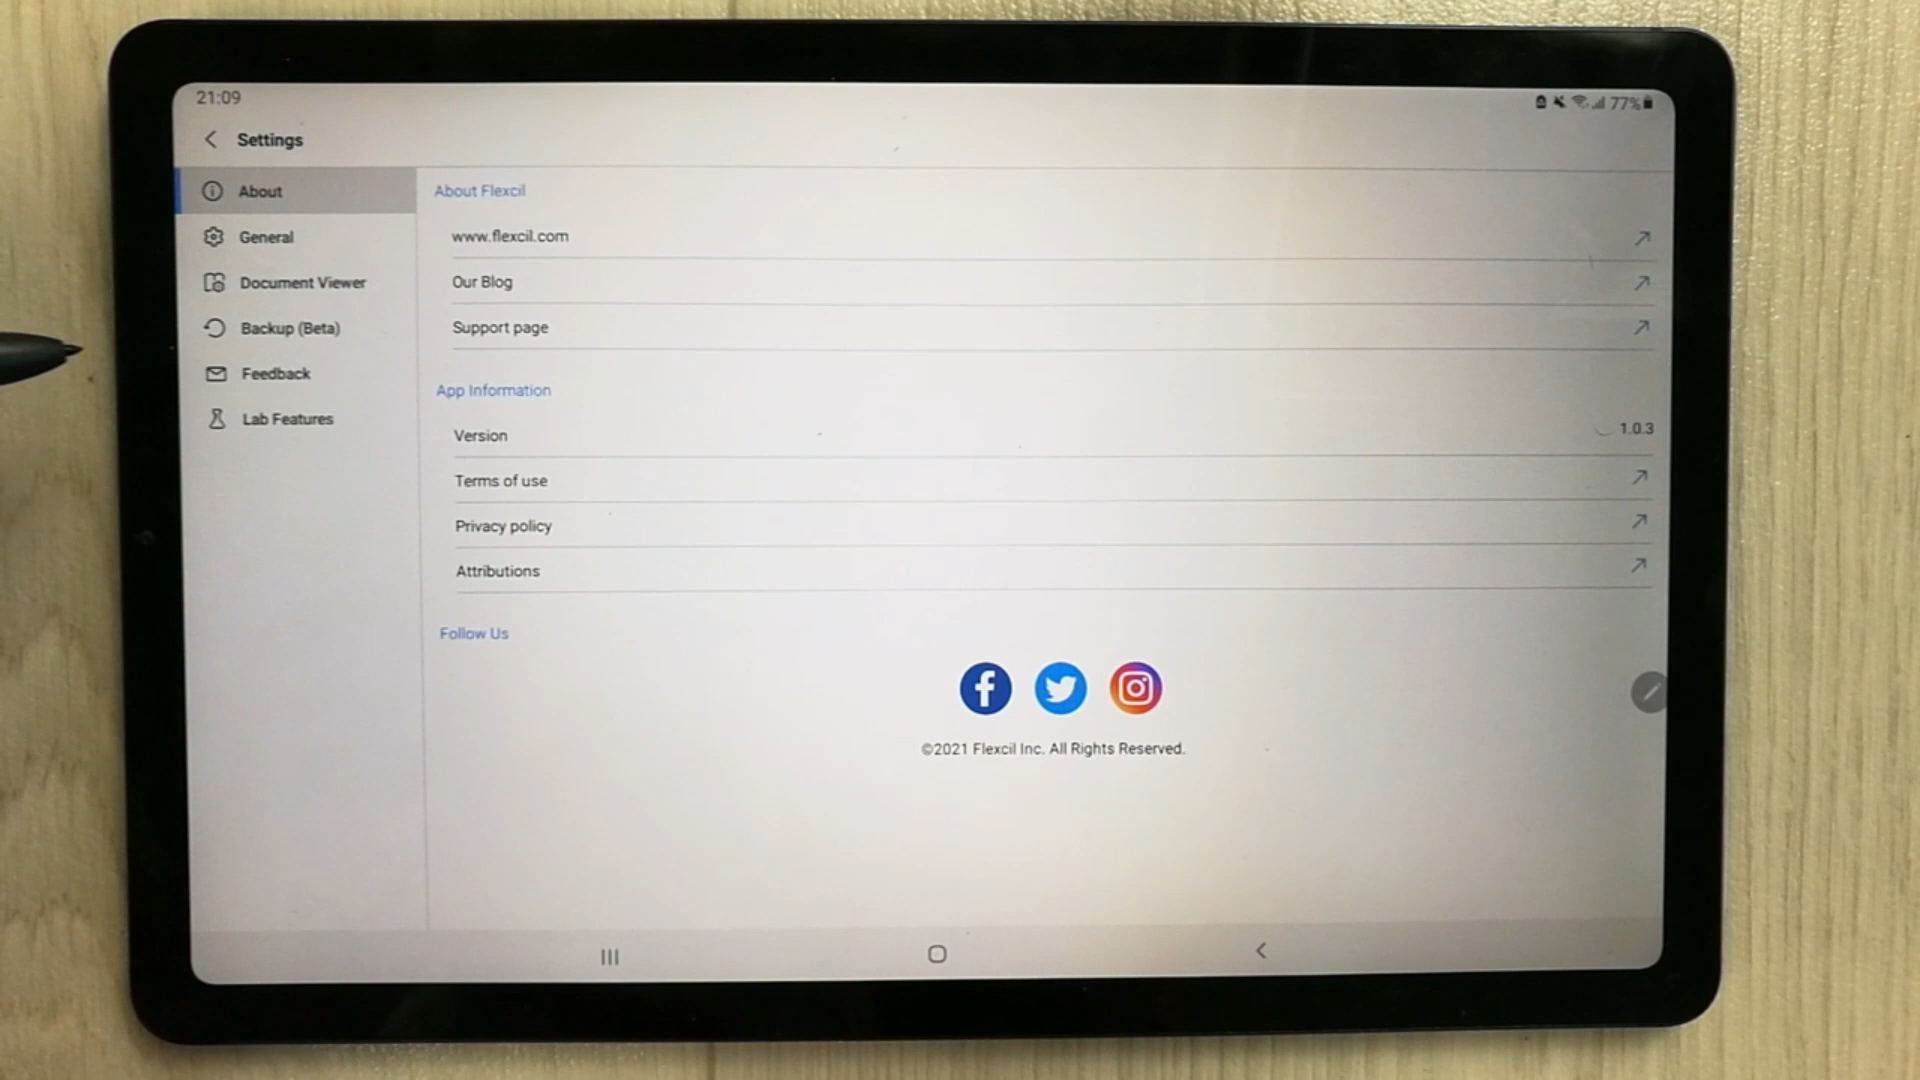 21:09
77%
Settings
About
General
Document Viewer
Backup (Beta)
Feedback
Lab Features
About Flexcil
www.flexcil.com
Our Blog
Support page
App Information
Version
1.0.3
Terms of use
Privacy policy
Attributions
Follow Us
©2021 Flexcil Inc. All Rights Reserved.